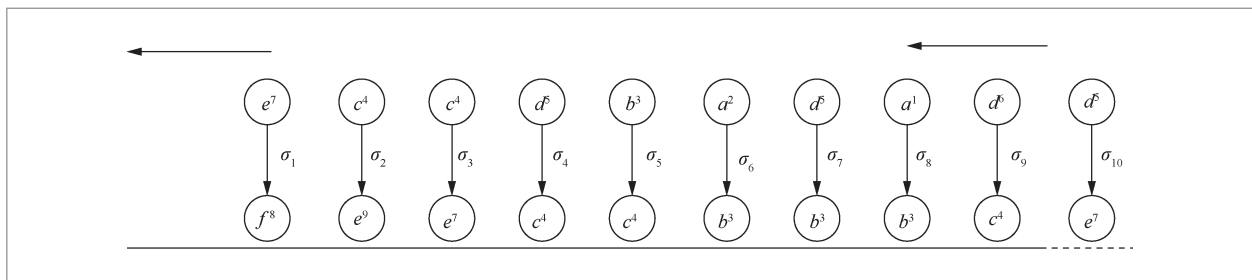 e⁷ c⁴ c⁴ d⁵ b³ a² d⁵ a¹ d⁶ d⁵
σ₁ σ₂ σ₃ σ₄ σ₅ σ₆ σ₇ σ₈ σ₉ σ₁₀
f⁸ e⁹ e⁷ c⁴ c⁴ b³ b³ b³ c⁴ e⁷